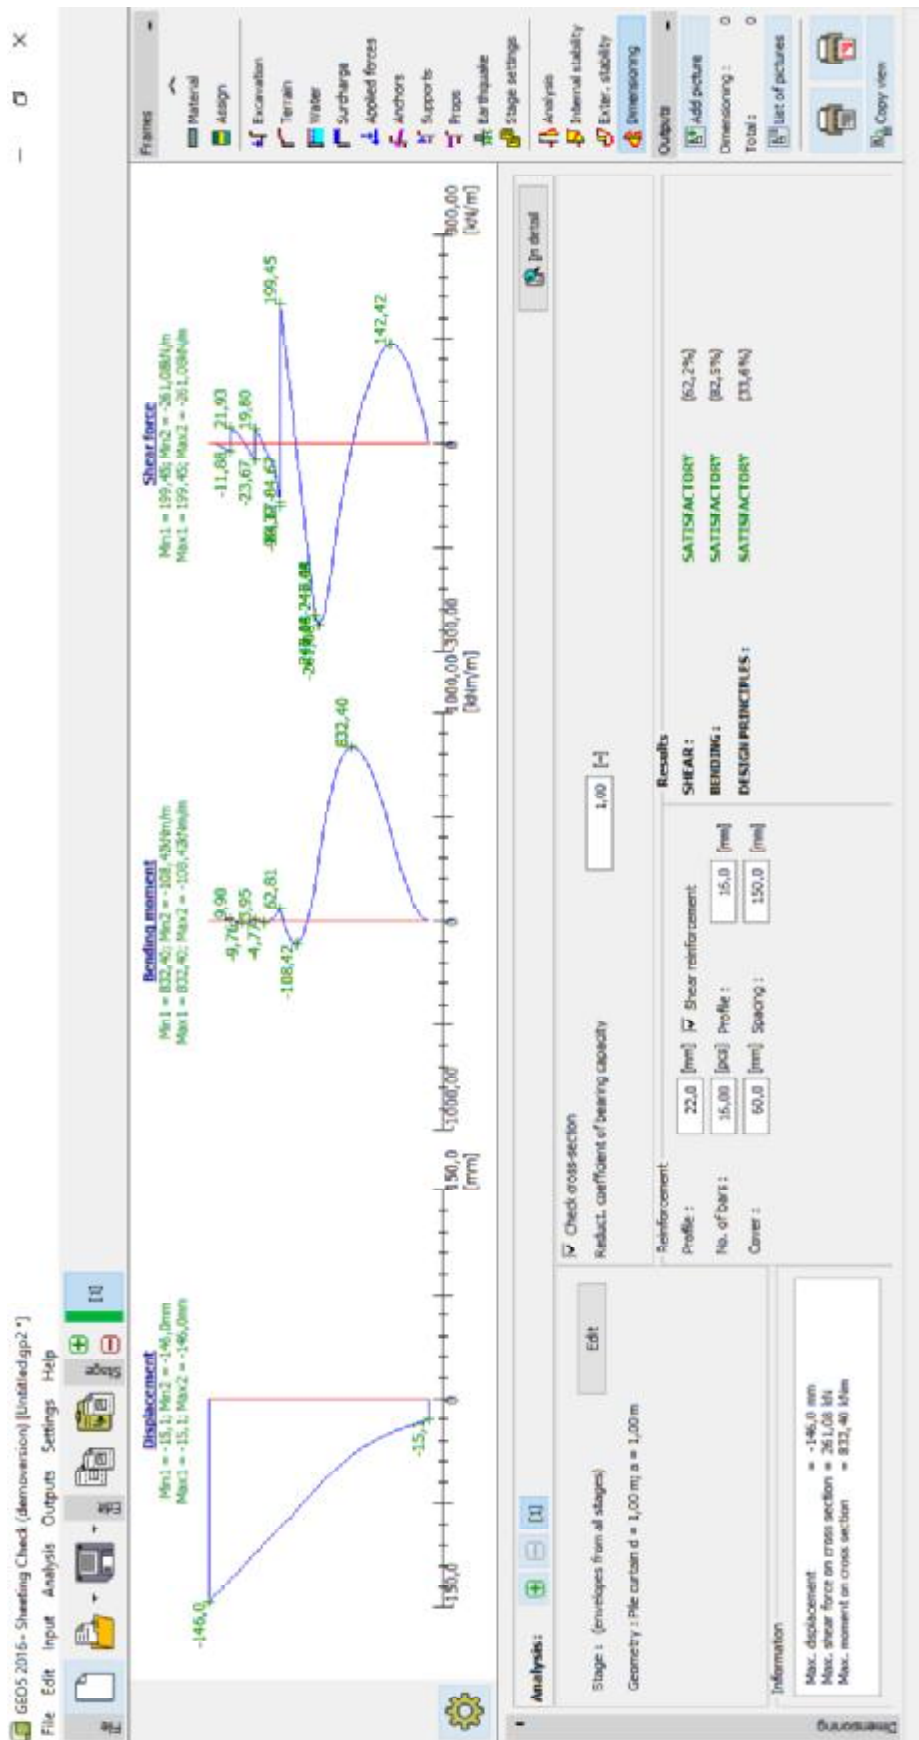 GEO5 2016 - Sheeting Check (demoversion) [Untitled.gp2 *]
File Edit Input Analysis Outputs Settings Help
File
File
Stage
[1]
Frames
Material
Assign
Excavation
Terrain
Water
Surcharge
Applied forces
Anchors
Supports
Props
Earthquake
Stage settings
Analysis
Internal stability
Exter. stability
Dimensioning
Outputs
Add picture
Dimensioning : 0
Total : 0
List of pictures
Copy view
Displacement
Min1 = -15,1; Min2 = -146,0mm
Max1 = -15,1; Max2 = -146,0mm
-146,0
-15,1
150,0
0
150,0
[mm]
Bending moment
Min1 = 832,40; Min2 = -108,42kNm/m
Max1 = 832,40; Max2 = -108,42kNm/m
9,90
-9,76
-4,77
62,81
-108,42
832,40
1000,00
0
1000,00
[kNm/m]
Shear force
Min1 = 199,45; Min2 = -261,08kN/m
Max1 = 199,45; Max2 = -261,08kN/m
-11,88
21,93
-23,67
19,80
199,45
142,42
300,00
0
300,00
[kN/m]
Dimensioning
Analysis : [1]
In detail
Stage : (envelopes from all stages)
Geometry : Pile curtain d = 1,00 m; a = 1,00 m
Edit
Check cross-section
Reduct. coefficient of bearing capacity 1,00 [-]
Information
Max. displacement = -146,0 mm
Max. shear force on cross section = 261,08 kN
Max. moment on cross section = 832,40 kNm
Reinforcement
Profile : 22,0 [mm] Shear reinforcement
No. of bars : 16,00 [pcs] Profile : 16,0 [mm]
Cover : 60,0 [mm] Spacing : 150,0 [mm]
Results
SHEAR : SATISFACTORY (62,2%)
BENDING : SATISFACTORY (82,5%)
DESIGN PRINCIPLES : SATISFACTORY (33,6%)